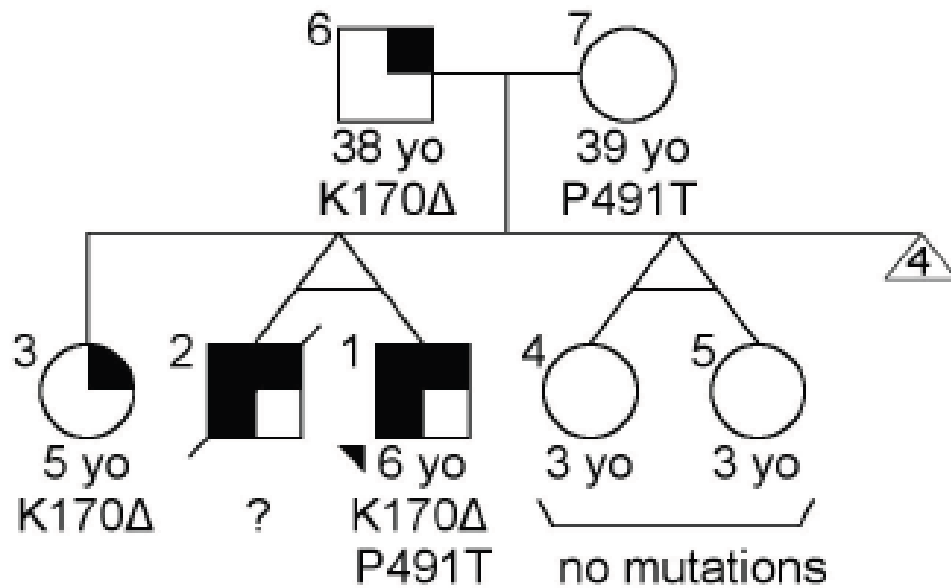 6 7
38 yo 39 yo
K170Δ P491T
4
3 2 1 4 5
5 yo 6 yo 3 yo 3 yo
K170Δ ? K170Δ
P491T no mutations